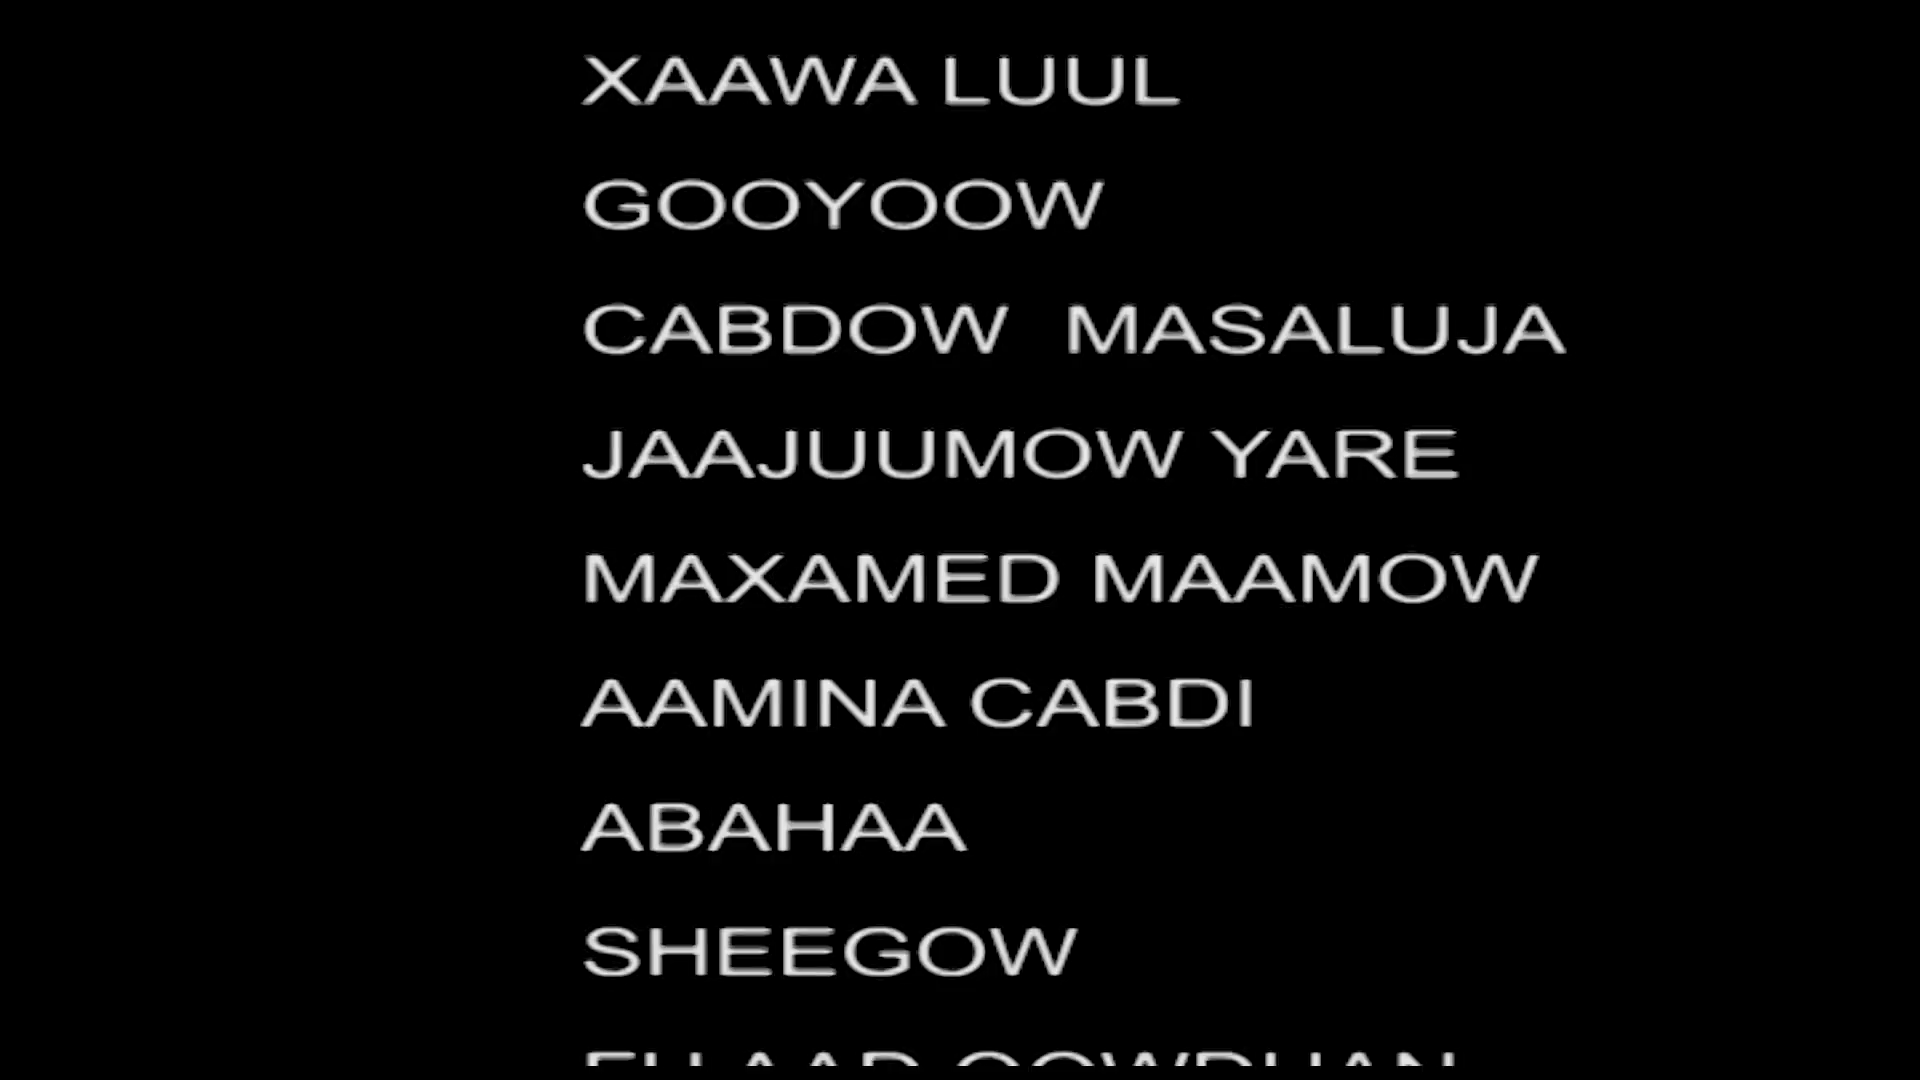 XAAWA LUUL
GOOYOOW
CABDOW  MASALUJA
JAAJUUMOW YARE
MAXAMED MAAMOW
AAMINA CABDI
ABAHAA
SHEEGOW